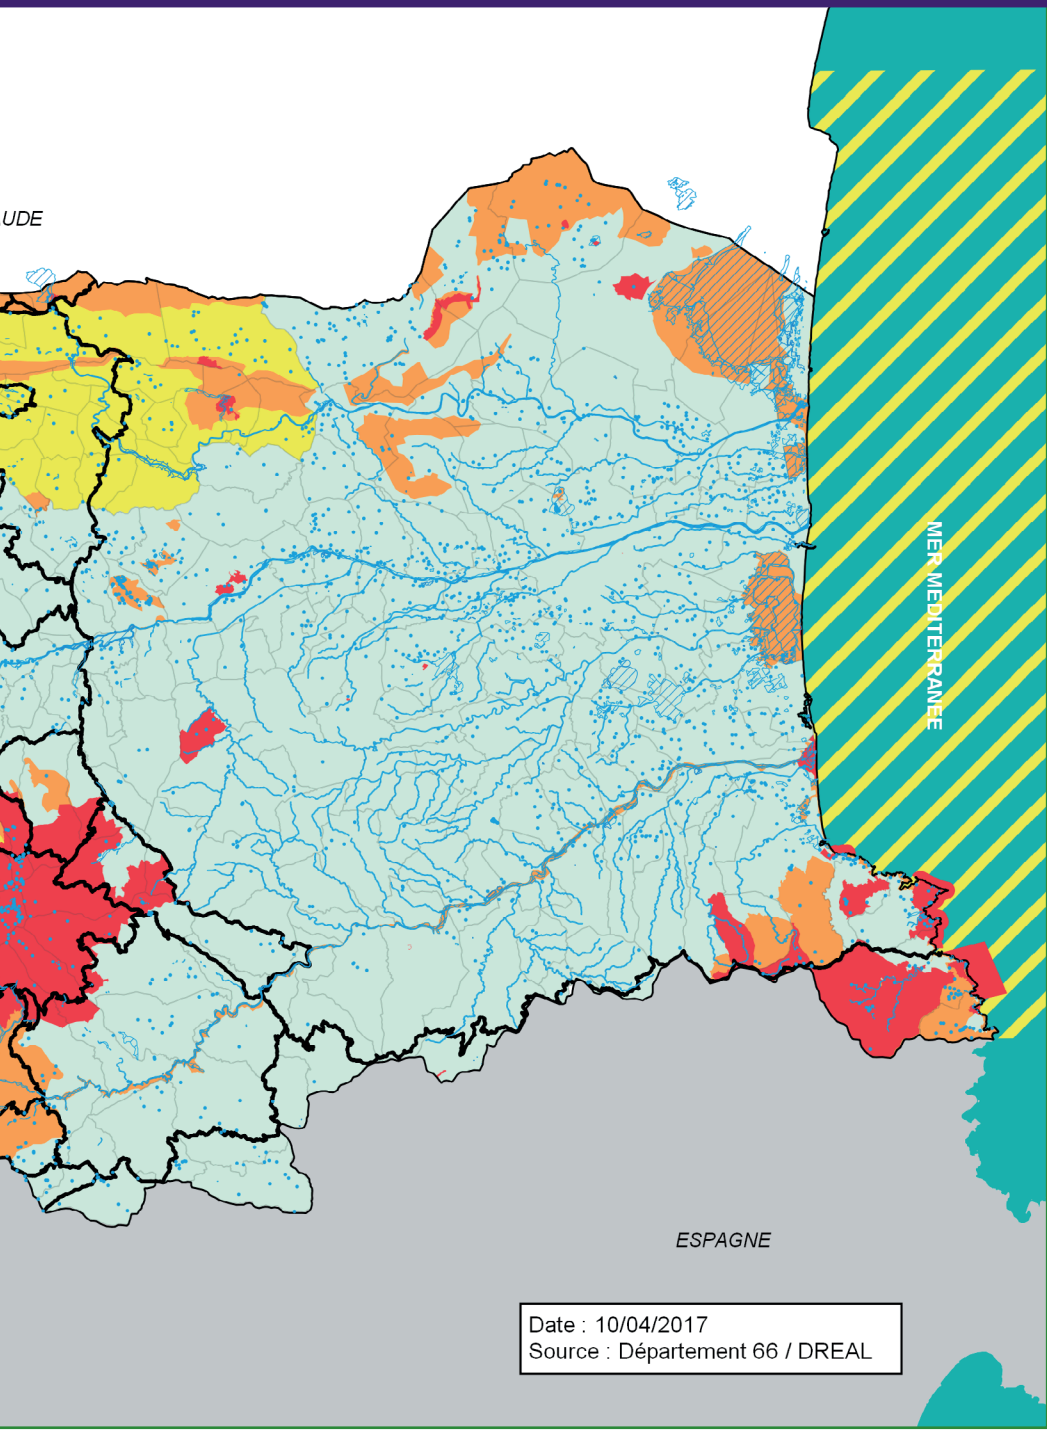 UDE
MER MEDITERRANEE
ESPAGNE
Date : 10/04/2017
Source : Département 66 / DREAL